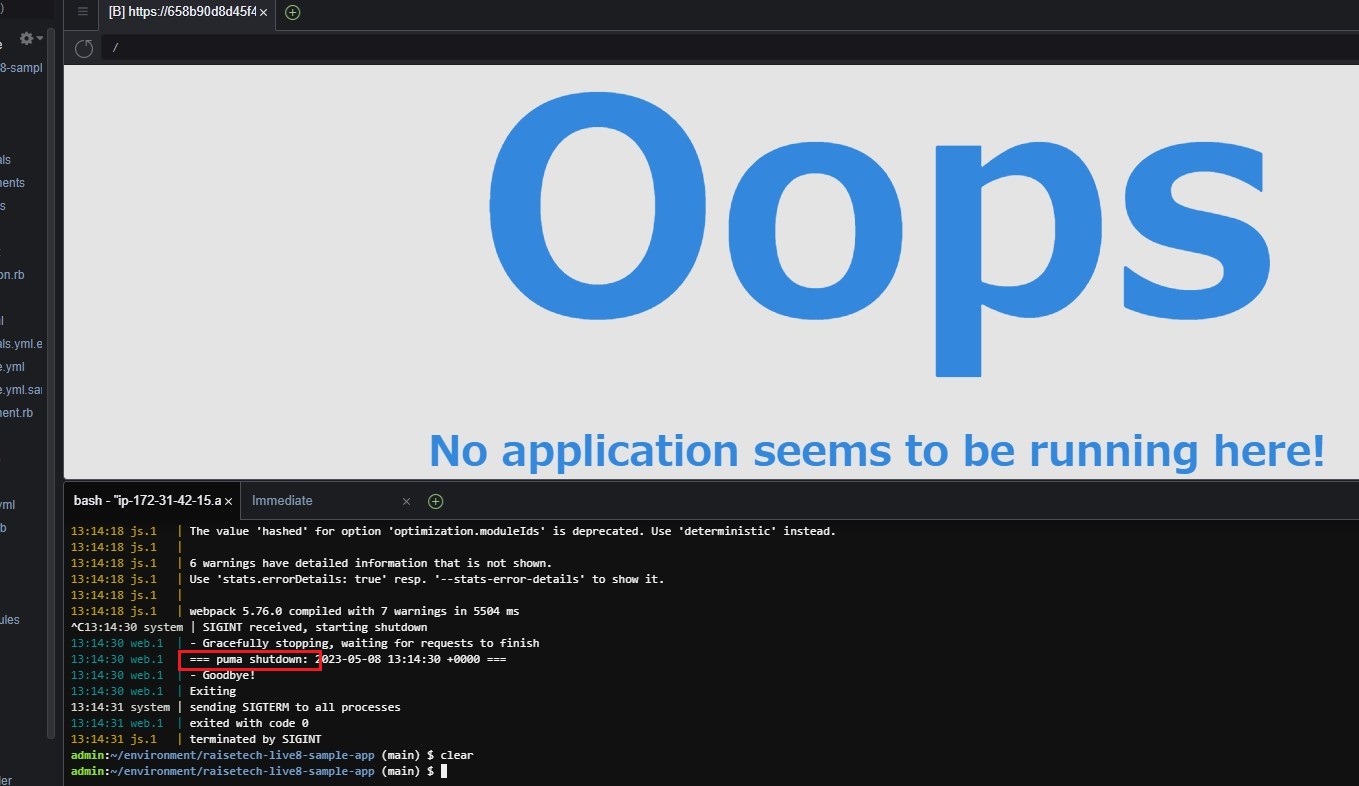 )
[B] https://658b90d8d45f4
e
/
8-sampl
Oops
No application seems to be running here!
als
nents
s
on.rb
l
als.yml.e
e.yml
e.yml.sai
nent.rb
yml
b
ules
der
bash - "ip-172-31-42-15.a
Immediate
13:14:18 js.1 | The value 'hashed' for option 'optimization.moduleIds' is deprecated. Use 'deterministic' instead.
13:14:18 js.1 |
13:14:18 js.1 | 6 warnings have detailed information that is not shown.
13:14:18 js.1 | Use 'stats.errorDetails: true' resp. '--stats-error-details' to show it.
13:14:18 js.1 |
13:14:18 js.1 | webpack 5.76.0 compiled with 7 warnings in 5504 ms
^C13:14:30 system | SIGINT received, starting shutdown
13:14:30 web.1 | - Gracefully stopping, waiting for requests to finish
13:14:30 web.1 | === puma shutdown: 2023-05-08 13:14:30 +0000 ===
13:14:30 web.1 | - Goodbye!
13:14:30 web.1 | Exiting
13:14:31 system | sending SIGTERM to all processes
13:14:31 web.1 | exited with code 0
13:14:31 js.1 | terminated by SIGINT
admin:~/environment/raisetech-live8-sample-app (main) $ clear
admin:~/environment/raisetech-live8-sample-app (main) $